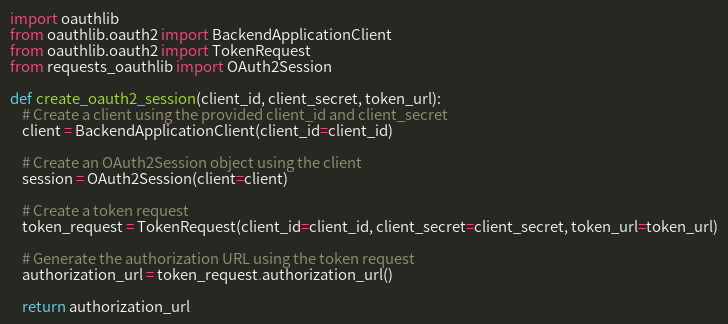 import oauthlib
from oauthlib.oauth2 import BackendApplicationClient
from oauthlib.oauth2 import TokenRequest
from requests_oauthlib import OAuth2Session

def create_oauth2_session(client_id, client_secret, token_url):
    # Create a client using the provided client_id and client_secret
    client = BackendApplicationClient(client_id=client_id)

    # Create an OAuth2Session object using the client
    session = OAuth2Session(client=client)

    # Create a token request
    token_request = TokenRequest(client_id=client_id, client_secret=client_secret, token_url=token_url)

    # Generate the authorization URL using the token request
    authorization_url = token_request.authorization_url()

    return authorization_url